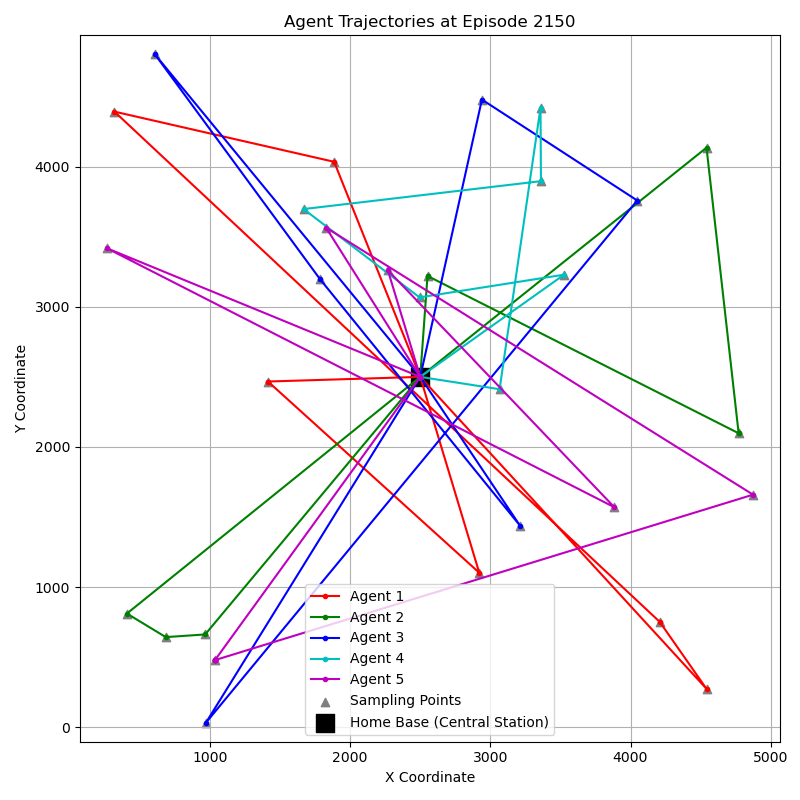 Agent Trajectories at Episode 2150
Y Coordinate
4000
3000
2000
1000
0
1000
2000
3000
4000
5000
X Coordinate
Agent 1
Agent 2
Agent 3
Agent 4
Agent 5
Sampling Points
Home Base (Central Station)